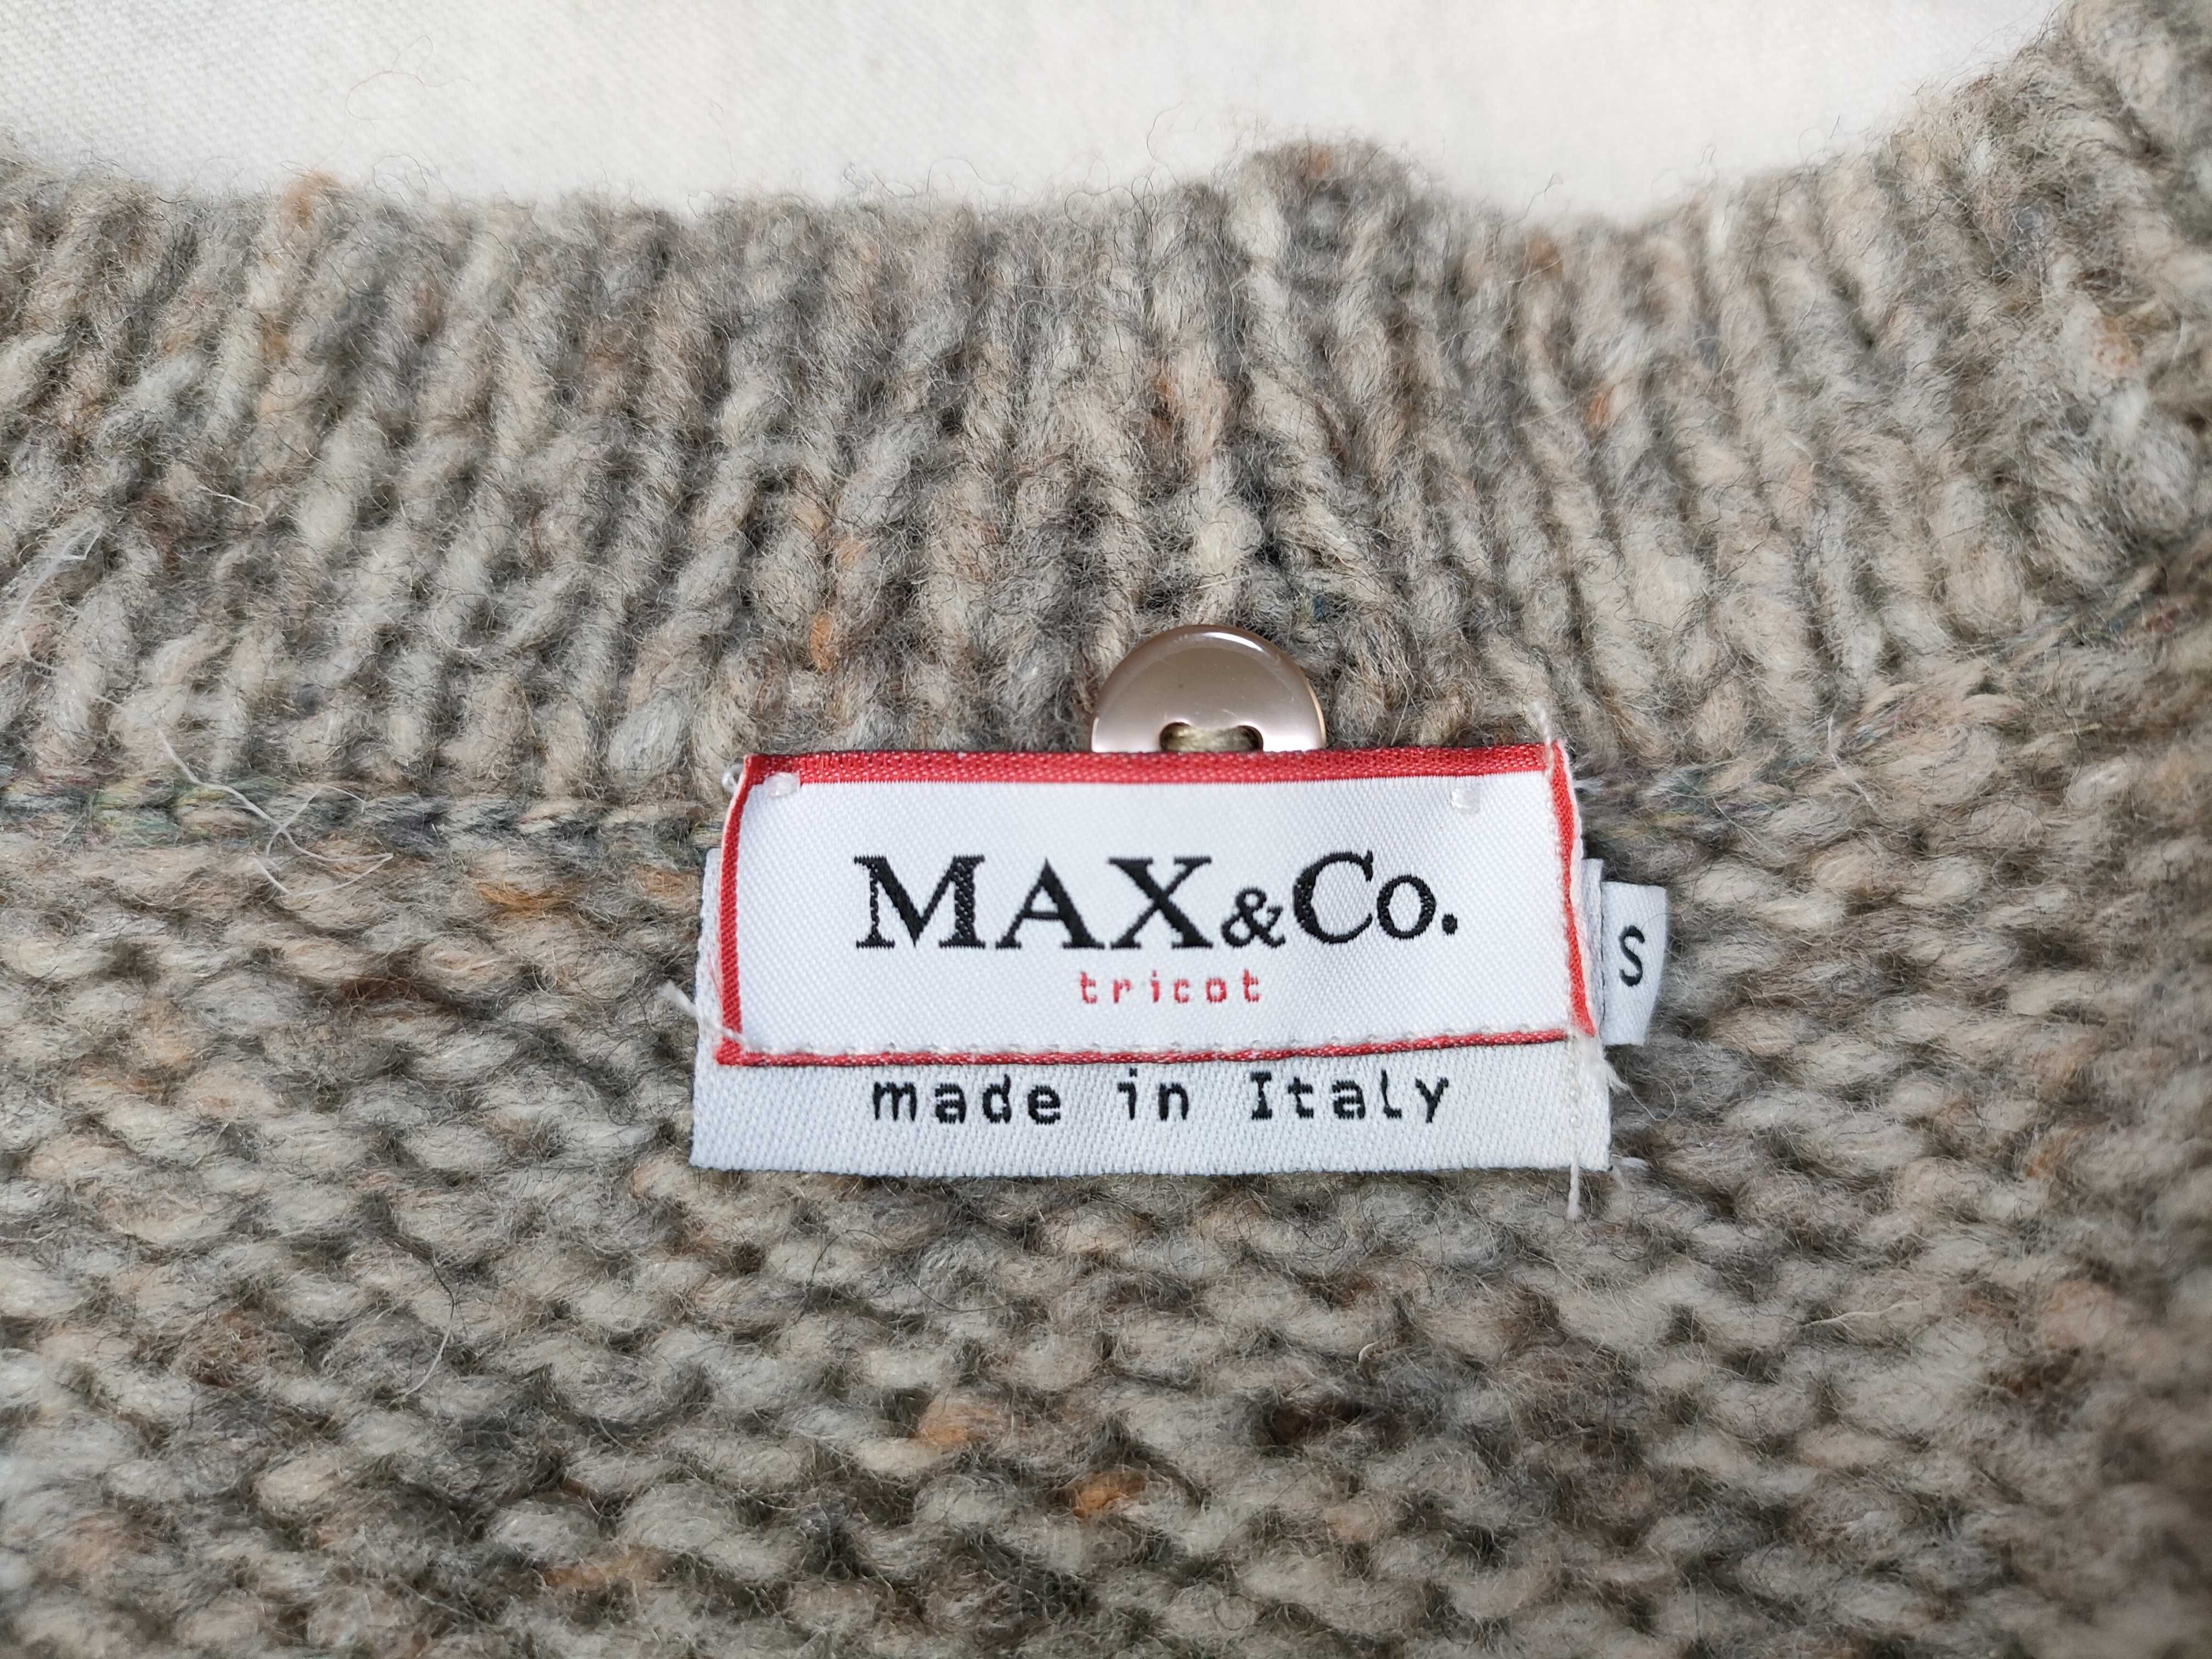 MAX&Co.
tricot
S
made in Italy